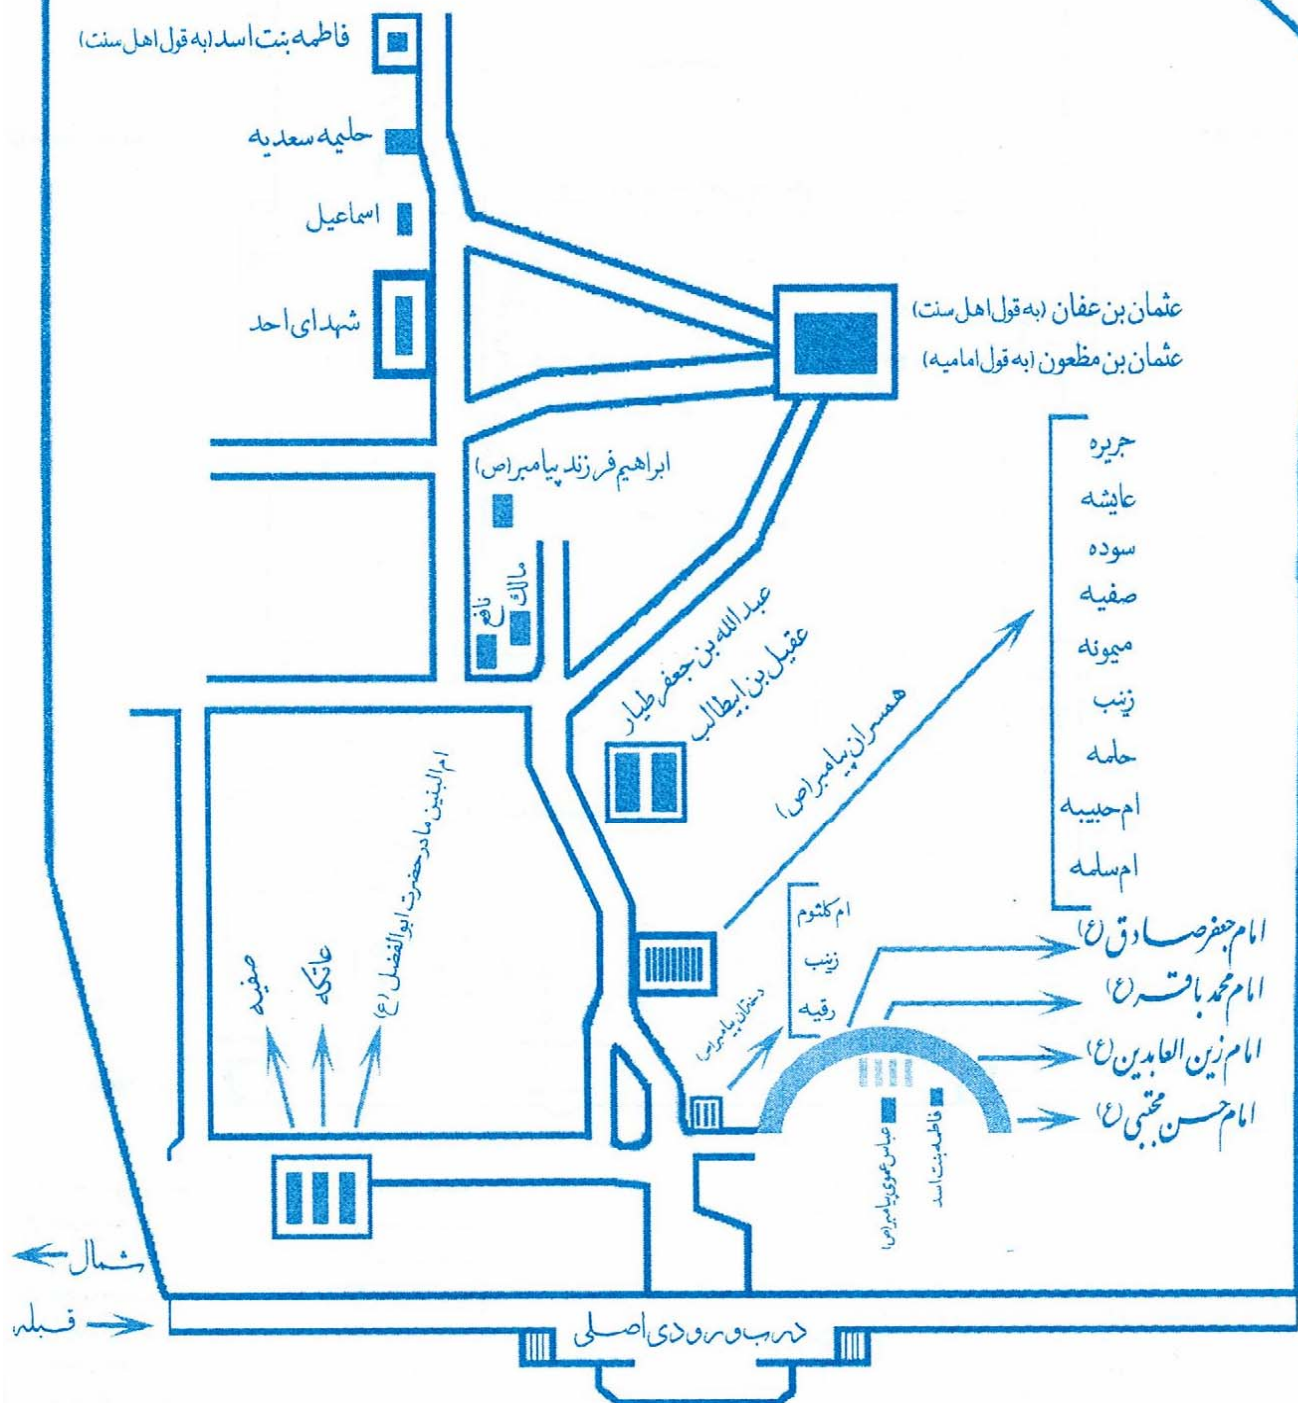 فاطمه بنت اسد (به قول اهل سنت)
حلیمه سعدیه
اسماعیل
شهدای احد
عثمان بن عفان (به قول اهل سنت)
عثمان بن مظعون (به قول امامیه)
ابراهیم فرزند پیامبر (ص)
مالک
نافع
عبدالله بن جعفر طیار
عقیل بن ابیطالب
همسران پیامبر (ص)
جریره
عایشه
سوده
صفیه
میمونه
زینب
حلمه
ام حبیبه
ام سلمه
دختران پیامبر (ص)
ام کلثوم
زینب
رقیه
امام جعفر صادق (ع)
امام محمد باقر (ع)
امام زین العابدین (ع)
امام حسن مجتبی (ع)
فاطمه بنت اسد
عباس عموی پیامبر (ص)
ام البنین مادر حضرت ابوالفضل (ع)
عاتکه
صفیه
شمال
قبله
درب ورودی اصلی